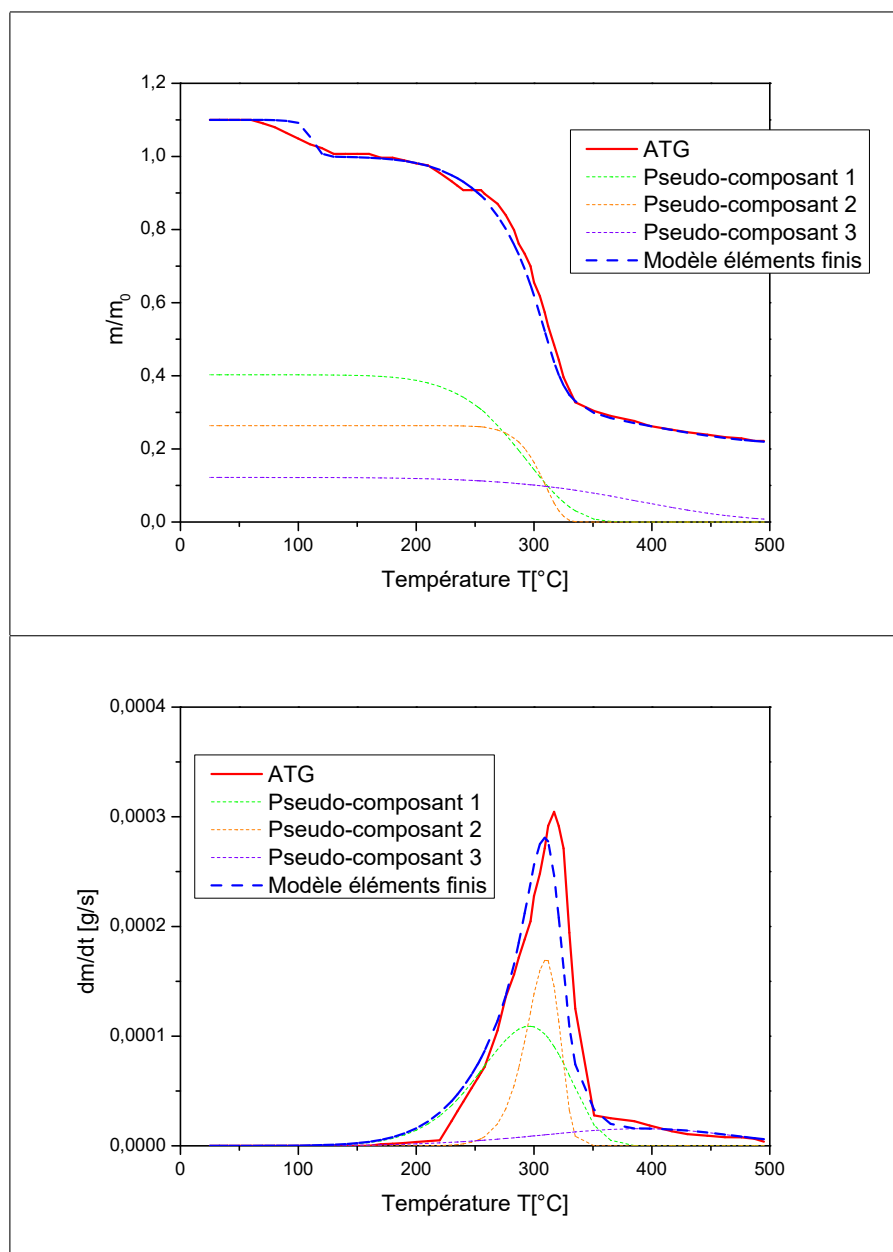 1,2
1,0
0,8
0,6
0,4
0,2
0,0
m/m0
0 100 200 300 400 500
Température T[°C]
ATG
Pseudo-composant 1
Pseudo-composant 2
Pseudo-composant 3
Modèle éléments finis
0,0004
0,0003
0,0002
0,0001
0,0000
dm/dt [g/s]
0 100 200 300 400 500
Température T[°C]
ATG
Pseudo-composant 1
Pseudo-composant 2
Pseudo-composant 3
Modèle éléments finis